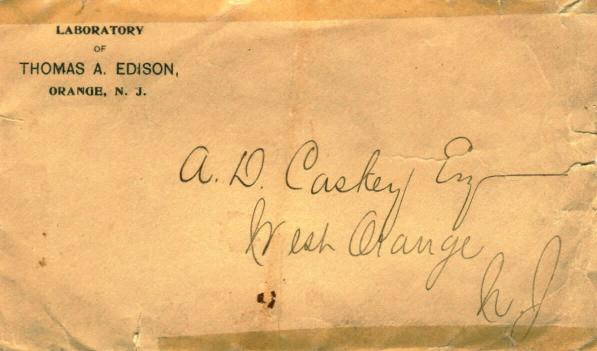 LABORATORY
OF
THOMAS A. EDISON,
ORANGE, N. J.
A. D. Caskey Esq
West Orange
N J